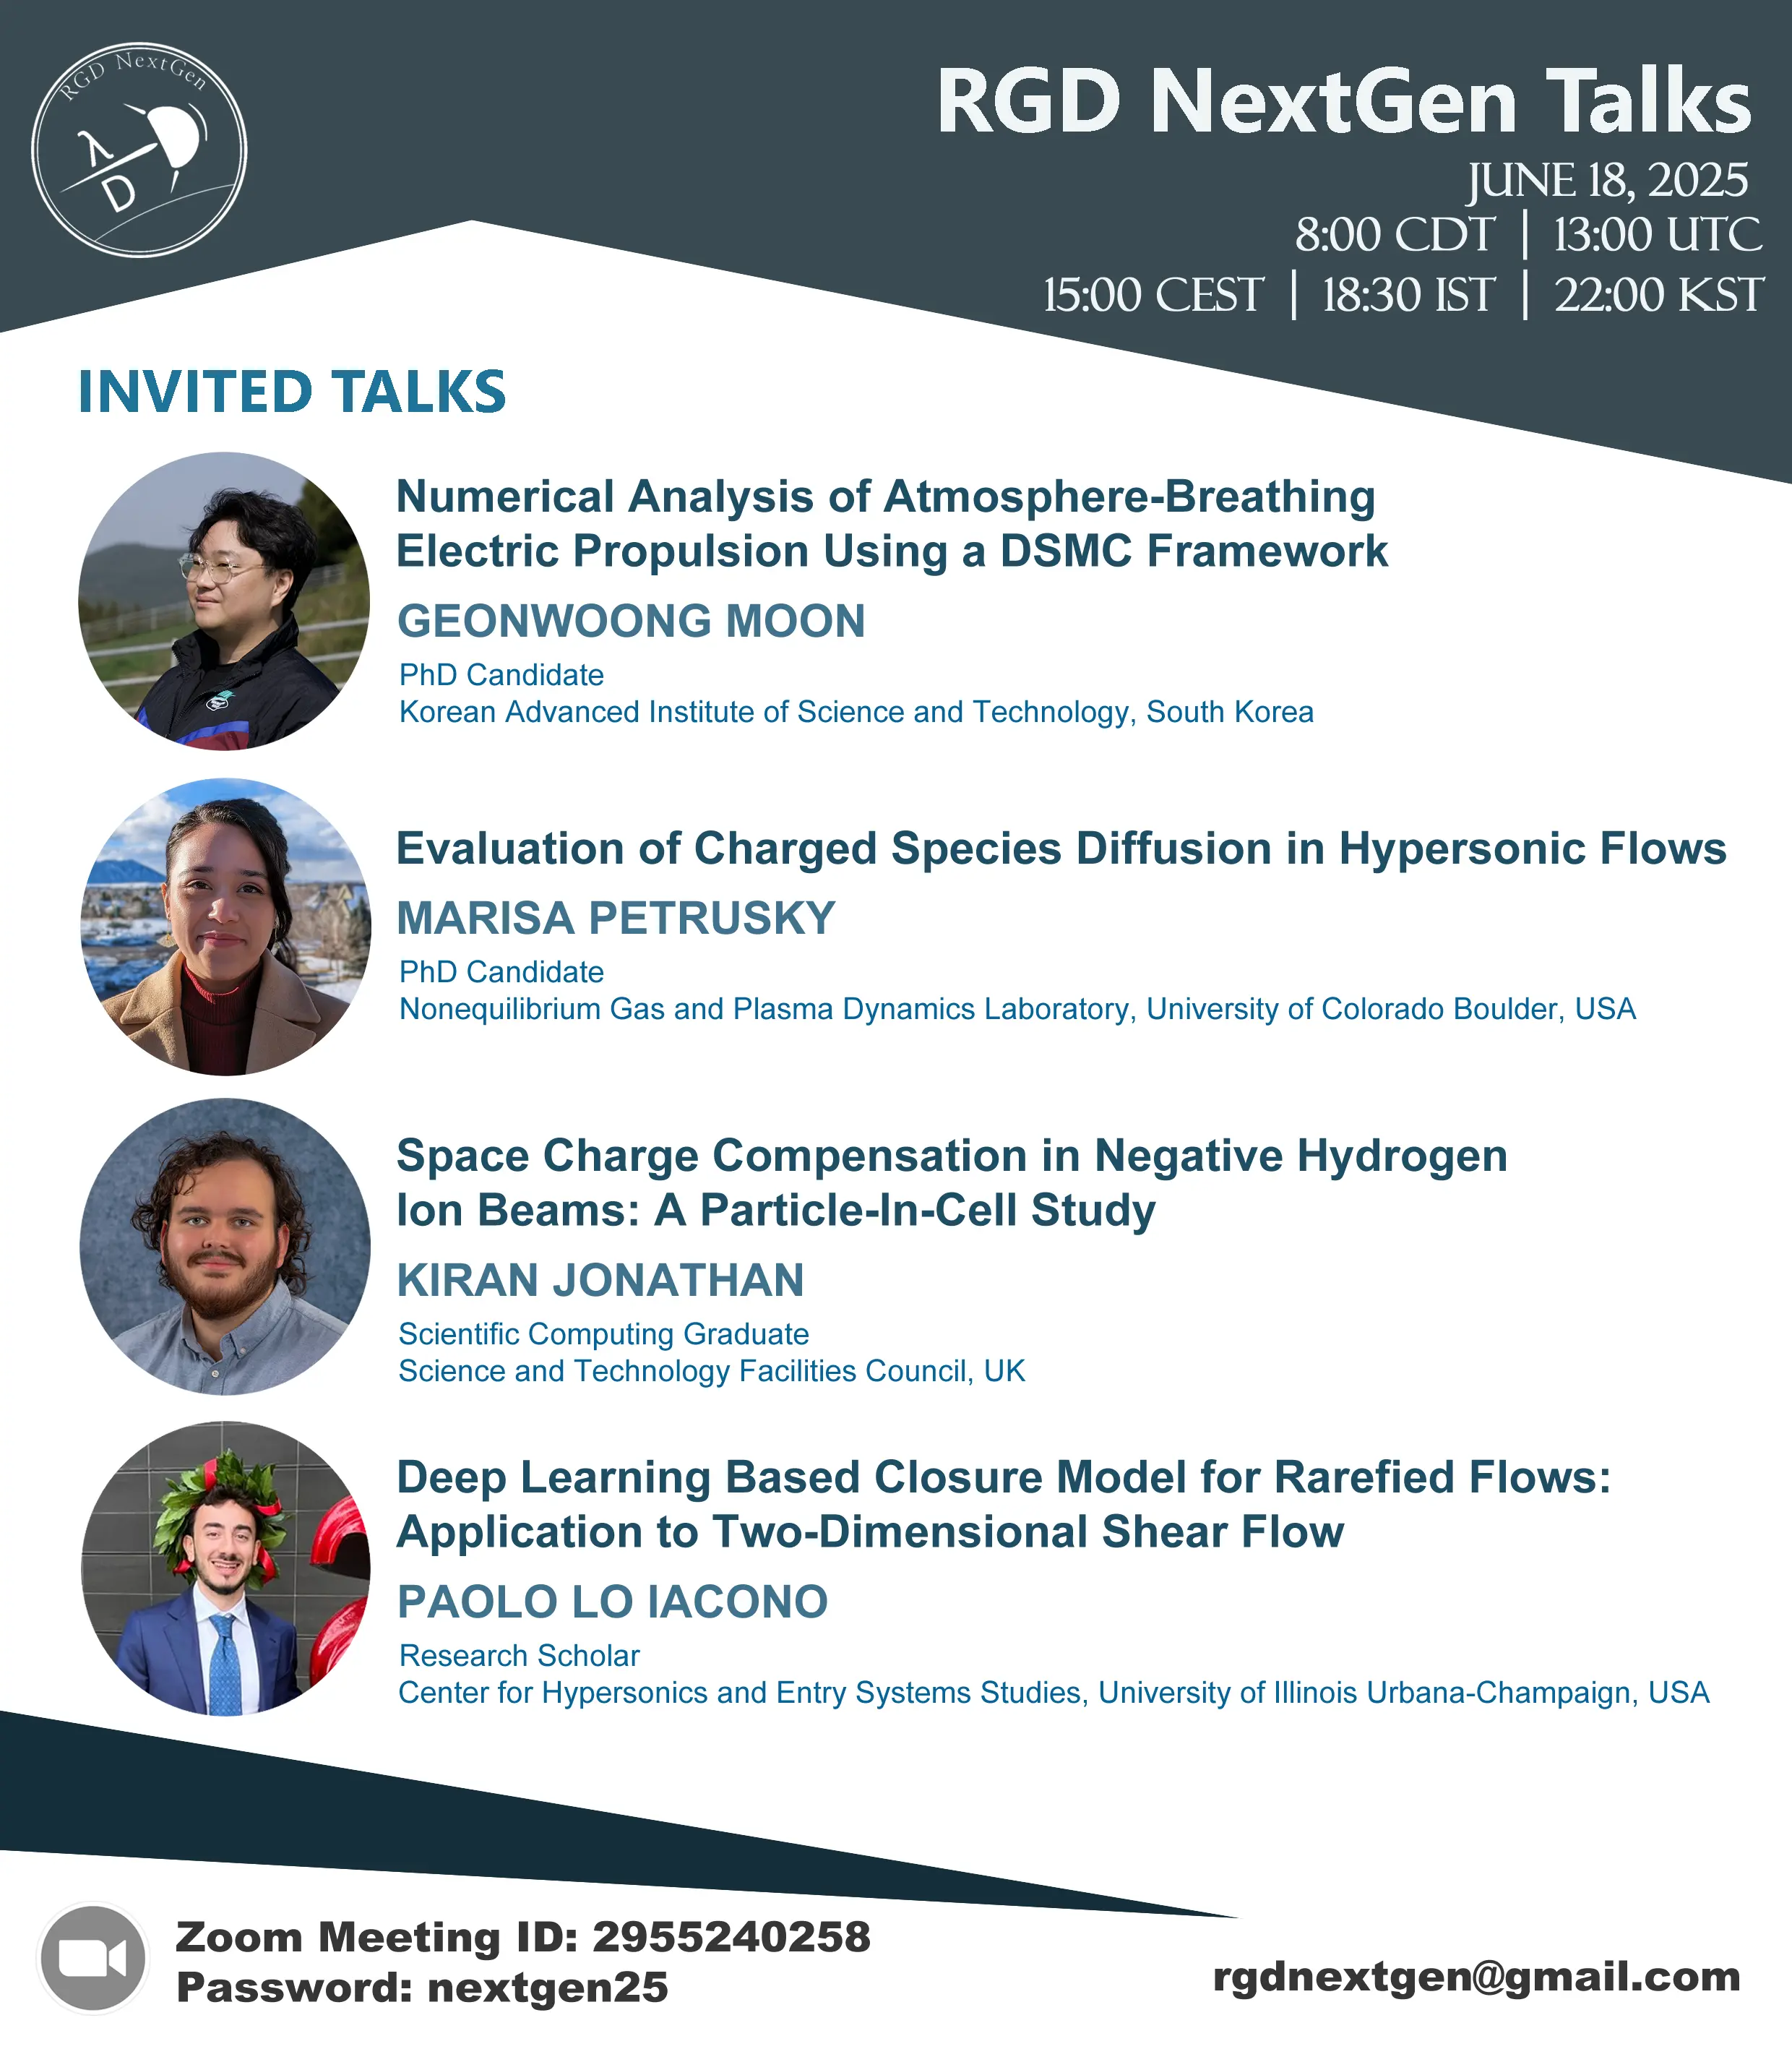 RGD NextGen
λ
D
RGD NextGen Talks
JUNE 18, 2025
8:00 CDT | 13:00 UTC
15:00 CEST | 18:30 IST | 22:00 KST
INVITED TALKS
Numerical Analysis of Atmosphere-Breathing
Electric Propulsion Using a DSMC Framework
GEONWOONG MOON
PhD Candidate
Korean Advanced Institute of Science and Technology, South Korea
Evaluation of Charged Species Diffusion in Hypersonic Flows
MARISA PETRUSKY
PhD Candidate
Nonequilibrium Gas and Plasma Dynamics Laboratory, University of Colorado Boulder, USA
Space Charge Compensation in Negative Hydrogen
Ion Beams: A Particle-In-Cell Study
KIRAN JONATHAN
Scientific Computing Graduate
Science and Technology Facilities Council, UK
Deep Learning Based Closure Model for Rarefied Flows:
Application to Two-Dimensional Shear Flow
PAOLO LO IACONO
Research Scholar
Center for Hypersonics and Entry Systems Studies, University of Illinois Urbana-Champaign, USA
Zoom Meeting ID: 2955240258
Password: nextgen25
rgdnextgen@gmail.com